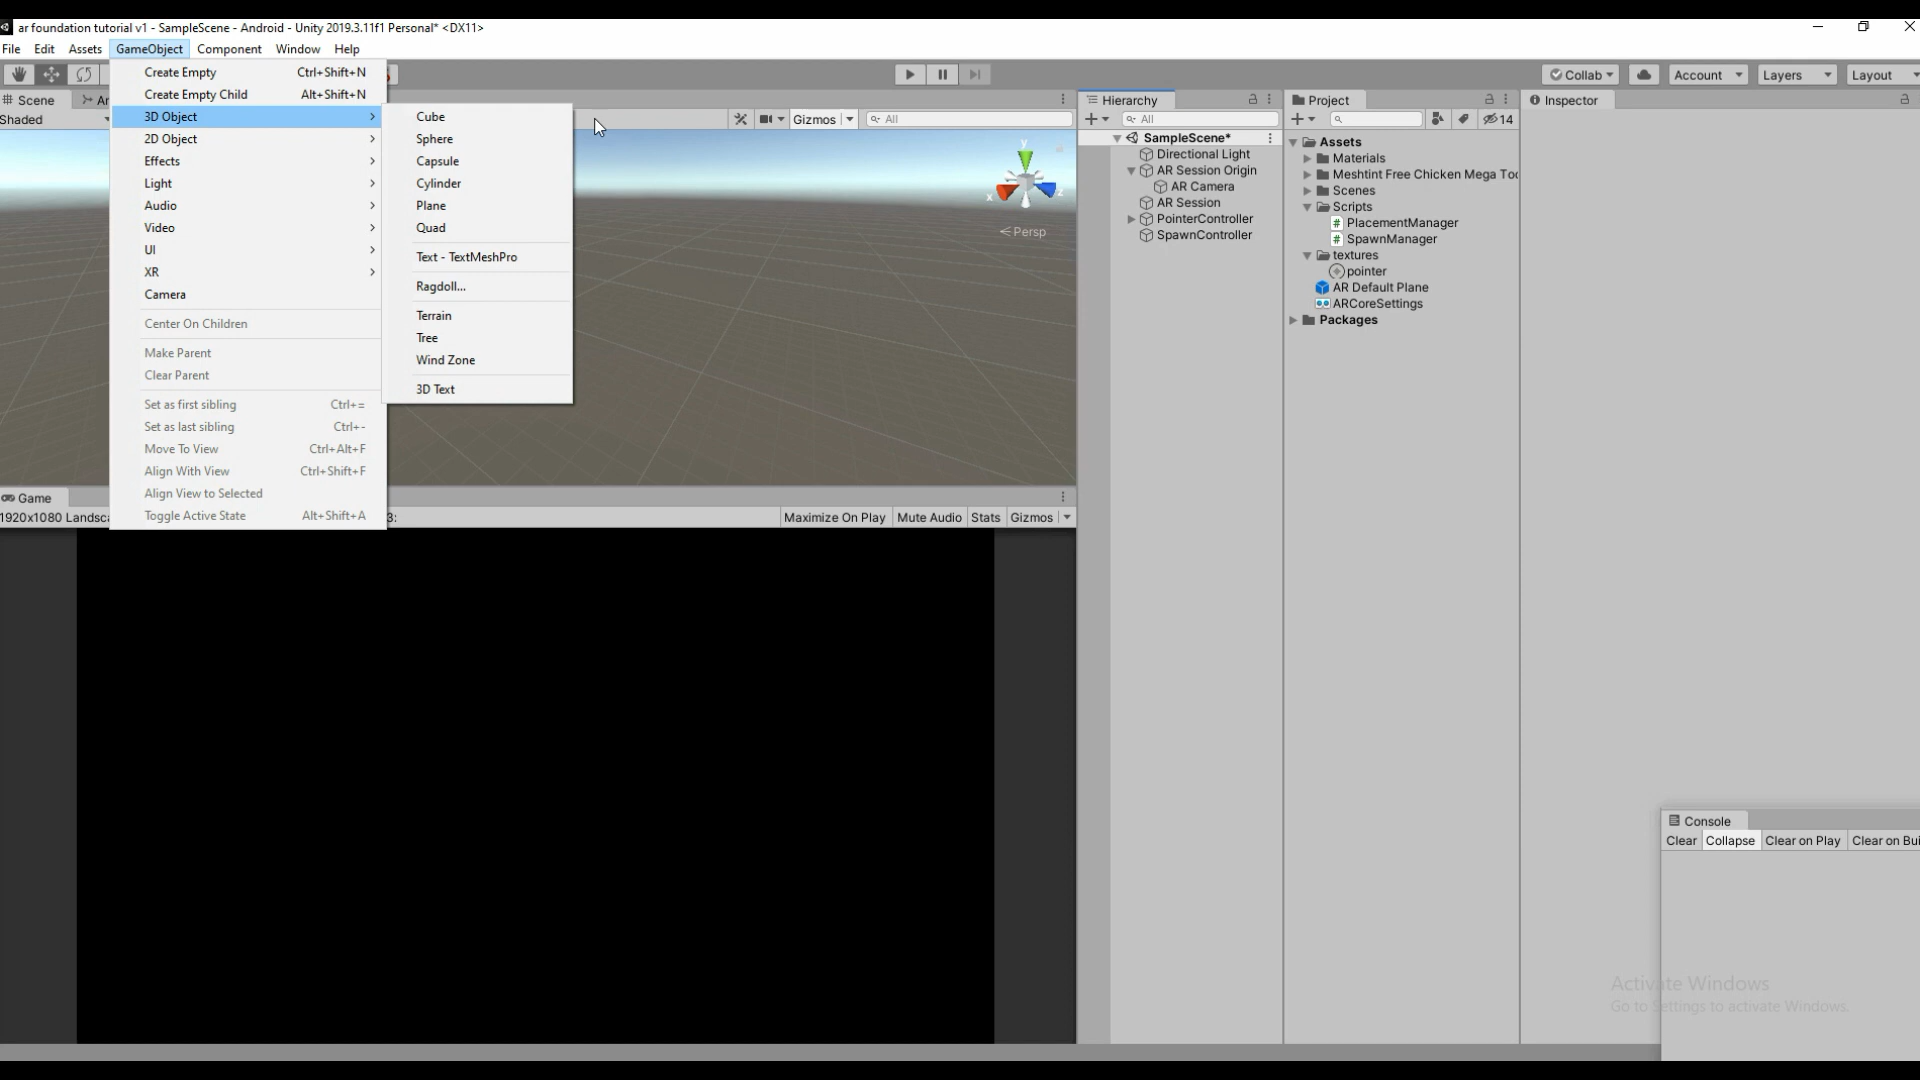 ar foundation tutorial v1 - SampleScene - Android - Unity 2019.3.11f1 Personal* <DX11>
File Edit Assets GameObject Component Window Help
Collab Account Layers Layout
Create Empty Ctrl+Shift+N
Create Empty Child Alt+Shift+N
3D Object
2D Object
Effects
Light
Audio
Video
UI
XR
Camera
Center On Children
Make Parent
Clear Parent
Set as first sibling Ctrl+=
Set as last sibling Ctrl+-
Move To View Ctrl+Alt+F
Align With View Ctrl+Shift+F
Align View to Selected
Toggle Active State Alt+Shift+A
Cube
Sphere
Capsule
Cylinder
Plane
Quad
Text - TextMeshPro
Ragdoll...
Terrain
Tree
Wind Zone
3D Text
Scene
Shaded
Gizmos All
y
x z
Persp
Game
1920x1080 Landsca
Maximize On Play Mute Audio Stats Gizmos
Hierarchy
All
SampleScene*
Directional Light
AR Session Origin
AR Camera
AR Session
PointerController
SpawnController
Project
14
Assets
Materials
Meshtint Free Chicken Mega Too
Scenes
Scripts
PlacementManager
SpawnManager
textures
pointer
AR Default Plane
ARCoreSettings
Packages
Inspector
Console
Clear Collapse Clear on Play Clear on Bui
Activate Windows
Go to Settings to activate Windows.